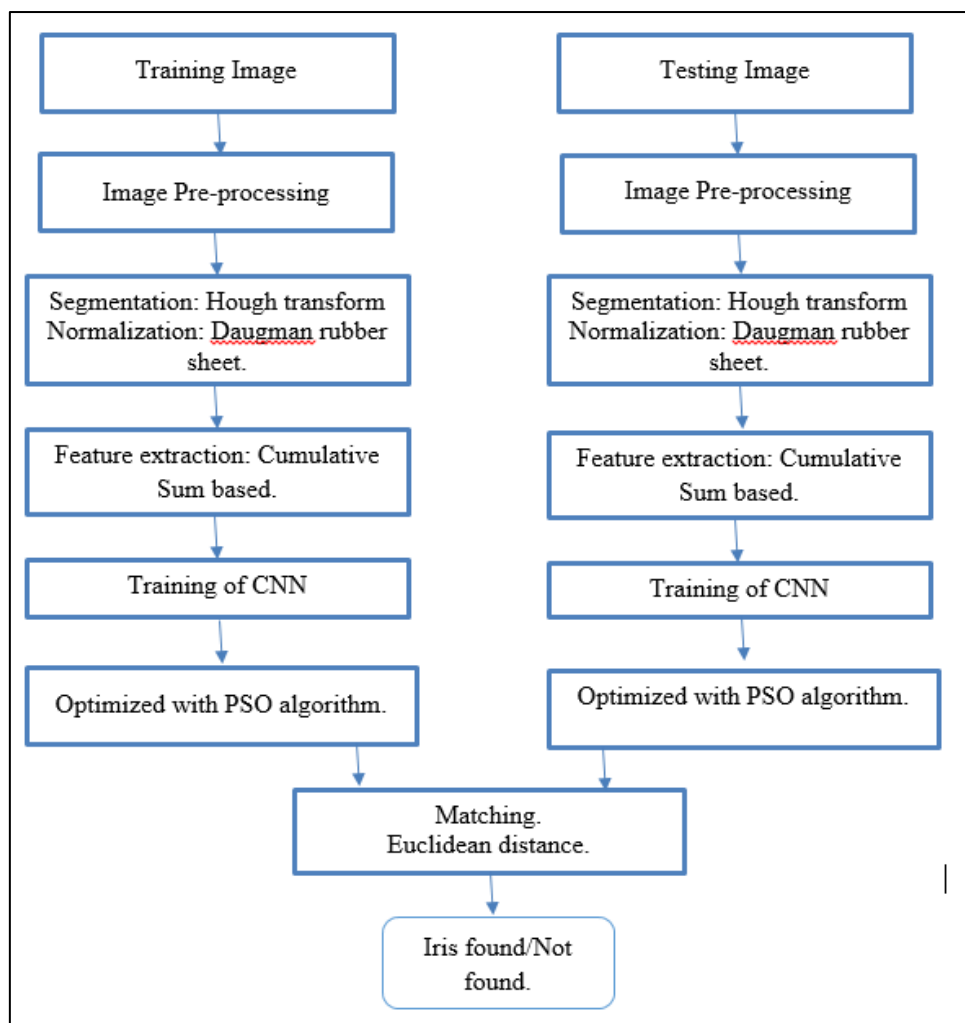 Training Image
Image Pre-processing
Segmentation: Hough transform
Normalization: Daugman rubber
sheet.
Feature extraction: Cumulative
Sum based.
Training of CNN
Optimized with PSO algorithm.
Testing Image
Image Pre-processing
Segmentation: Hough transform
Normalization: Daugman rubber
sheet.
Feature extraction: Cumulative
Sum based.
Training of CNN
Optimized with PSO algorithm.
Matching.
Euclidean distance.
Iris found/Not
found.